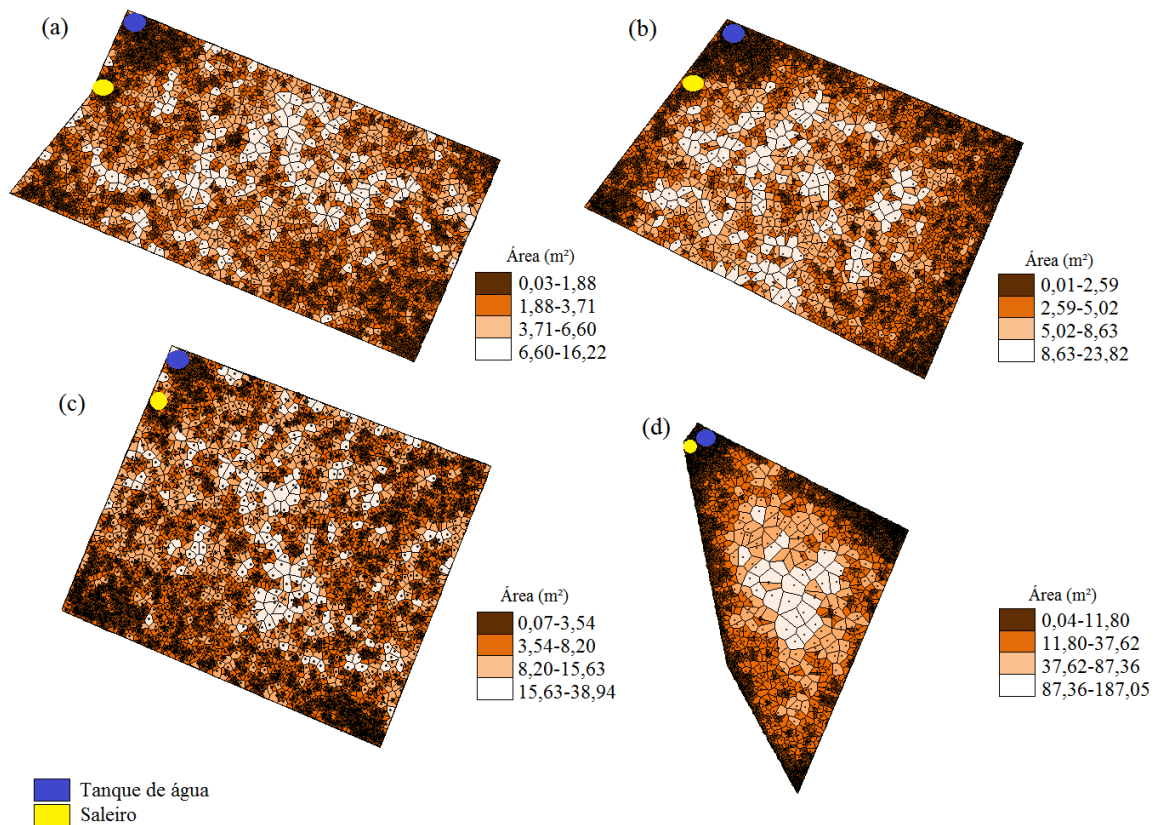 (a)
Área (m²)
0,03-1,88
1,88-3,71
3,71-6,60
6,60-16,22
(b)
Área (m²)
0,01-2,59
2,59-5,02
5,02-8,63
8,63-23,82
(c)
Área (m²)
0,07-3,54
3,54-8,20
8,20-15,63
15,63-38,94
(d)
Área (m²)
0,04-11,80
11,80-37,62
37,62-87,36
87,36-187,05
Tanque de água
Saleiro